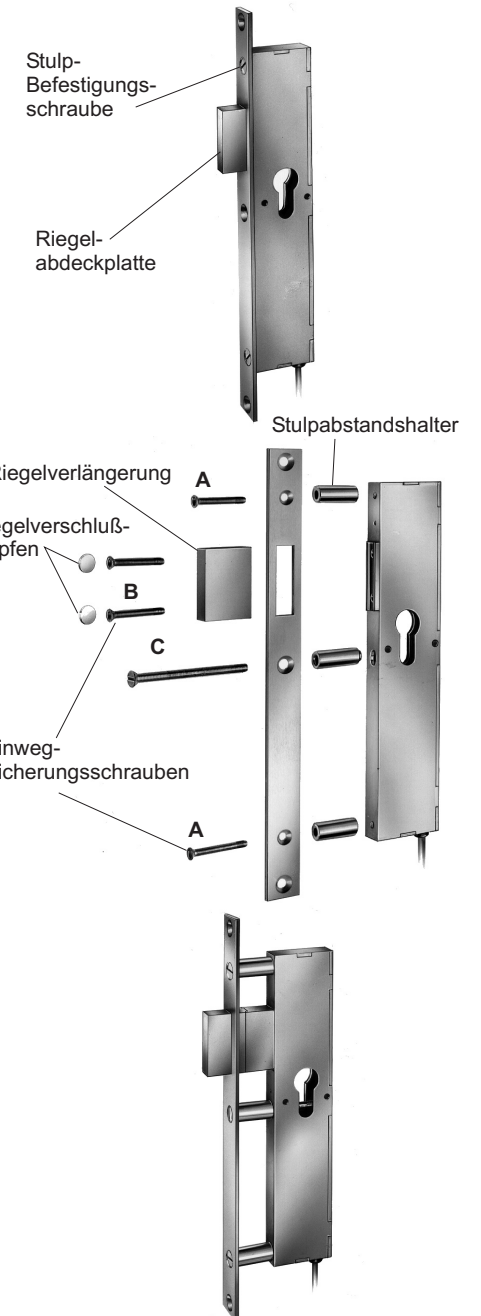 Stulp-
Befestigungs-
schraube
Riegel-
abdeckplatte
Stulpabstandshalter
iegelverlängerung
A
egelverschluß-
pfen
B
C
inweg-
icherungsschrauben
A